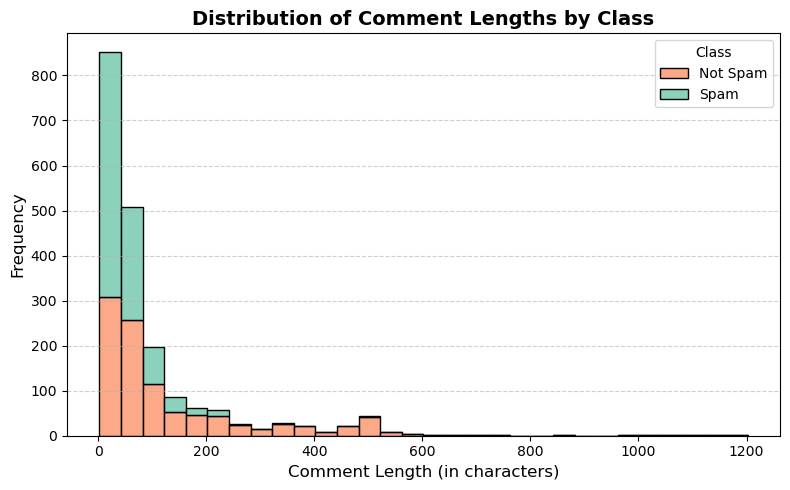 Distribution of Comment Lengths by Class
Class
Not Spam
Spam
Frequency
800
700
600
500
400
300
200
100
0
0 200 400 600 800 1000 1200
Comment Length (in characters)